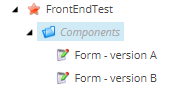 FrontEndTest
Components
Form - version A
Form - version B